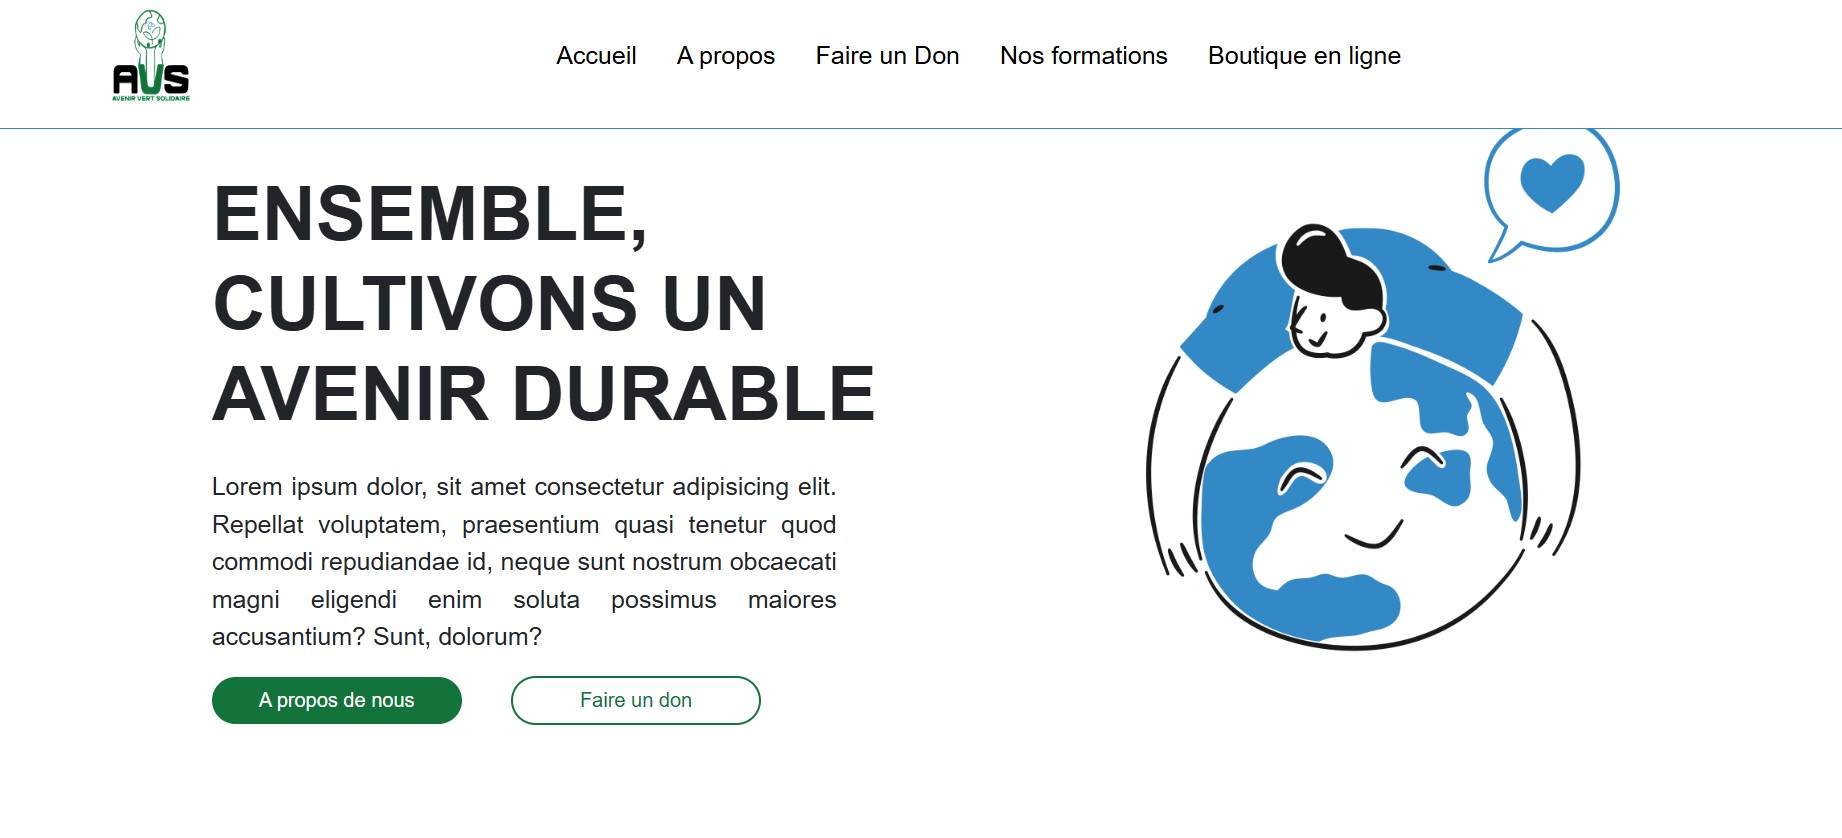 AVS
AVENIR VERT SOLIDAIRE
Accueil A propos Faire un Don Nos formations Boutique en ligne
ENSEMBLE,
CULTIVONS UN
AVENIR DURABLE
Lorem ipsum dolor, sit amet consectetur adipisicing elit.
Repellat voluptatem, praesentium quasi tenetur quod
commodi repudiandae id, neque sunt nostrum obcaecati
magni eligendi enim soluta possimus maiores
accusantium? Sunt, dolorum?
A propos de nous Faire un don